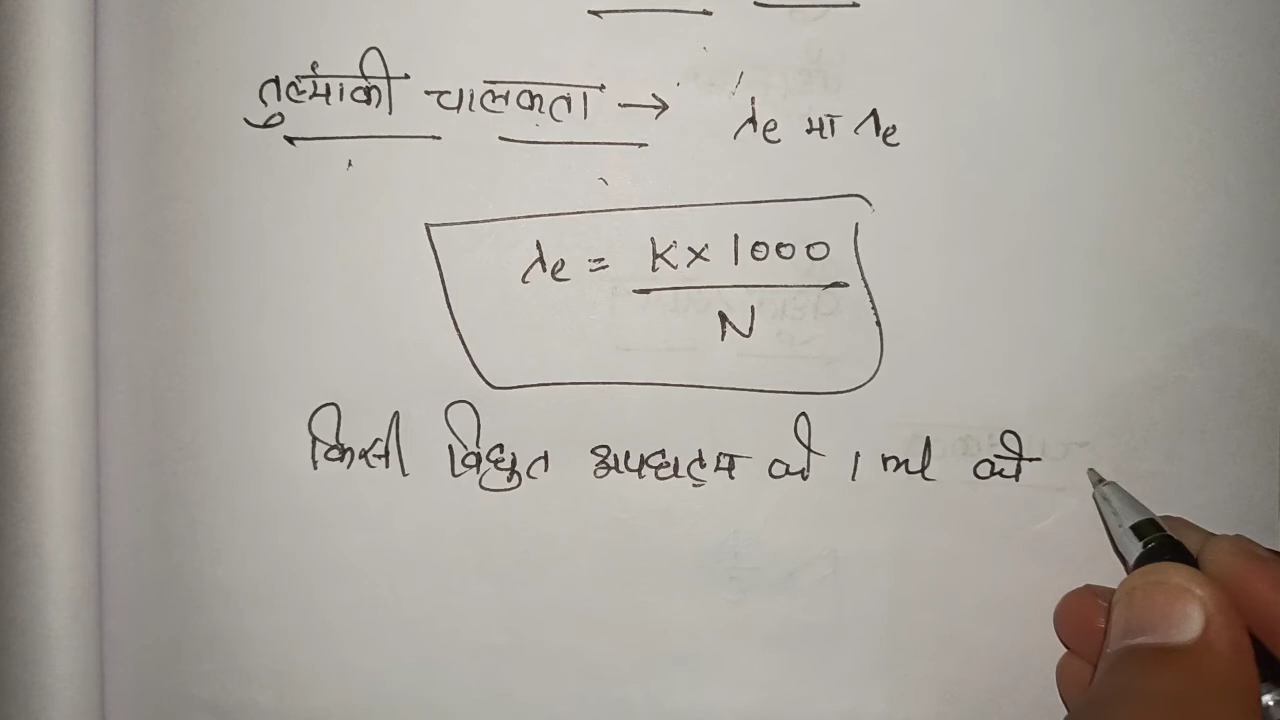 तुल्यांकी चालकता → λe या Λe
λe = K × 1000 / N
किसी विधुत अपघट्य के 1 ml को